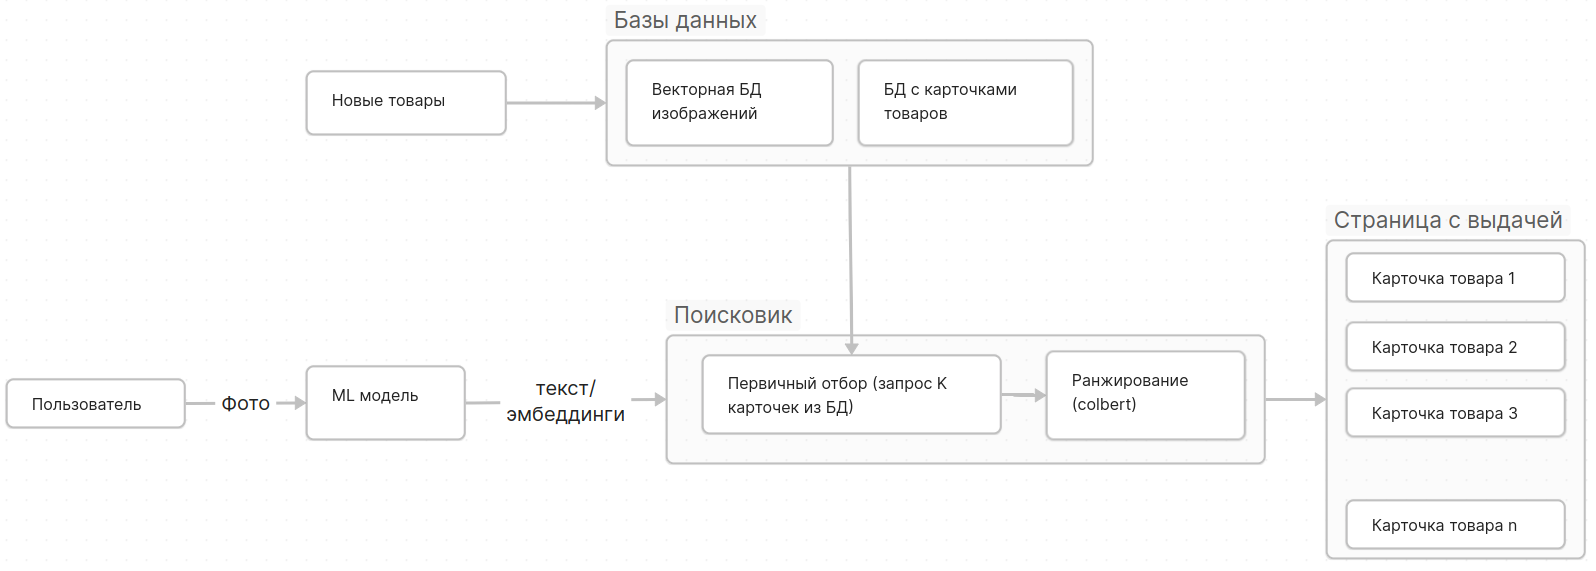 Базы данных
Новые товары
Векторная БД
изображений
БД с карточками
товаров
Пользователь
Фото
ML модель
текст/
эмбеддинги
Поисковик
Первичный отбор (запрос K
карточек из БД)
Ранжирование
(colbert)
Страница с выдачей
Карточка товара 1
Карточка товара 2
Карточка товара 3
Карточка товара n